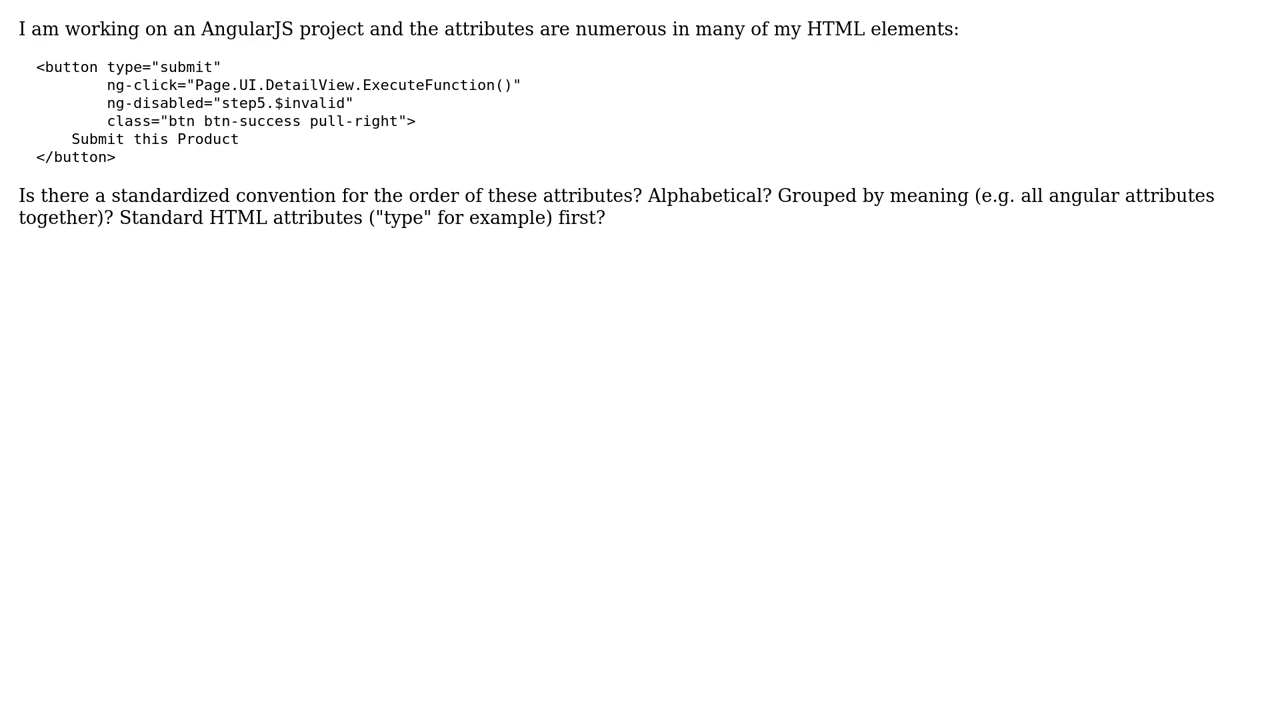 I am working on an AngularJS project and the attributes are numerous in many of my HTML elements:
<button type="submit"
ng-click="Page.UI.DetailView.ExecuteFunction()"
ng-disabled="step5.$invalid"
class="btn btn-success pull-right">
Submit this Product
</button>
Is there a standardized convention for the order of these attributes? Alphabetical? Grouped by meaning (e.g. all angular attributes
together)? Standard HTML attributes ("type" for example) first?